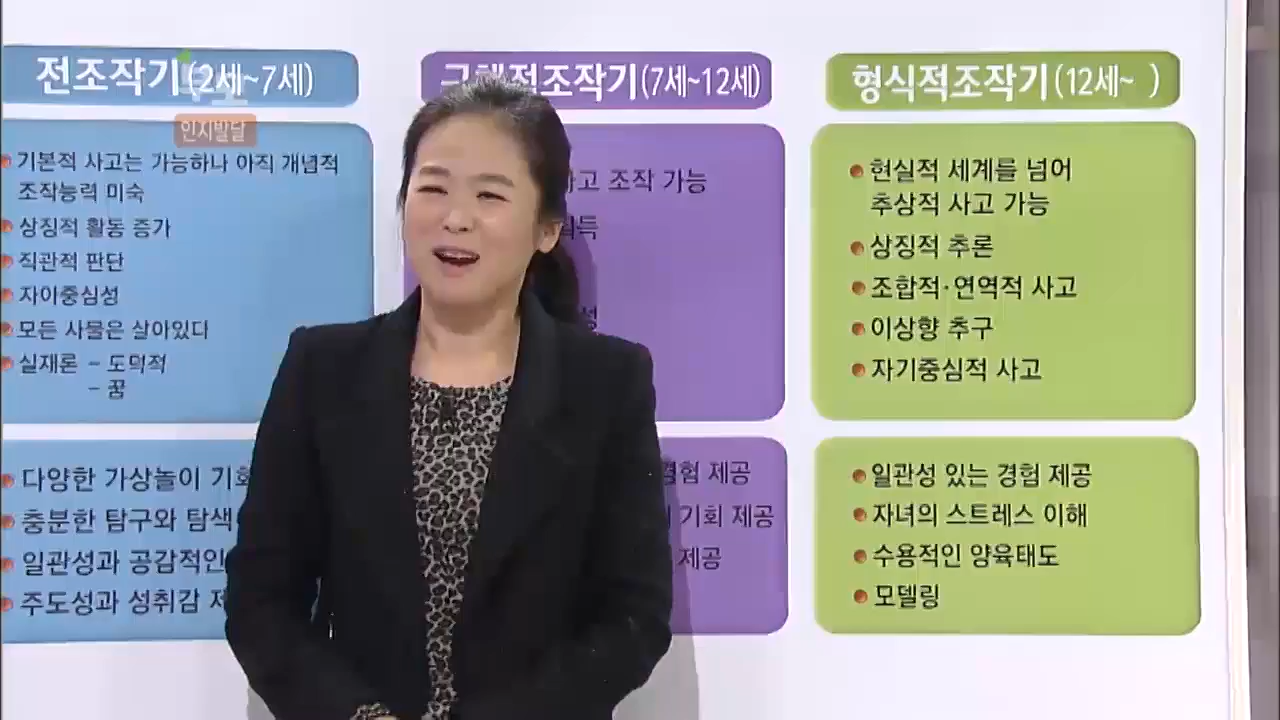 전조작기(2세~7세)
인지발달
기본적 사고는 가능하나 아직 개념적
조작능력 미숙
상징적 활동 증가
직관적 판단
자아중심성
모든 사물은 살아있다
실재론 - 도덕적
- 꿈
다양한 가상놀이 기회
충분한 탐구와 탐색
일관성과 공감적인
주도성과 성취감
구체적조작기(7세~12세)
사고 조작 가능
획득
성
경험 제공
기회 제공
제공
형식적조작기(12세~ )
현실적 세계를 넘어
추상적 사고 가능
상징적 추론
조합적·연역적 사고
이상향 추구
자기중심적 사고
일관성 있는 경험 제공
자녀의 스트레스 이해
수용적인 양육태도
모델링